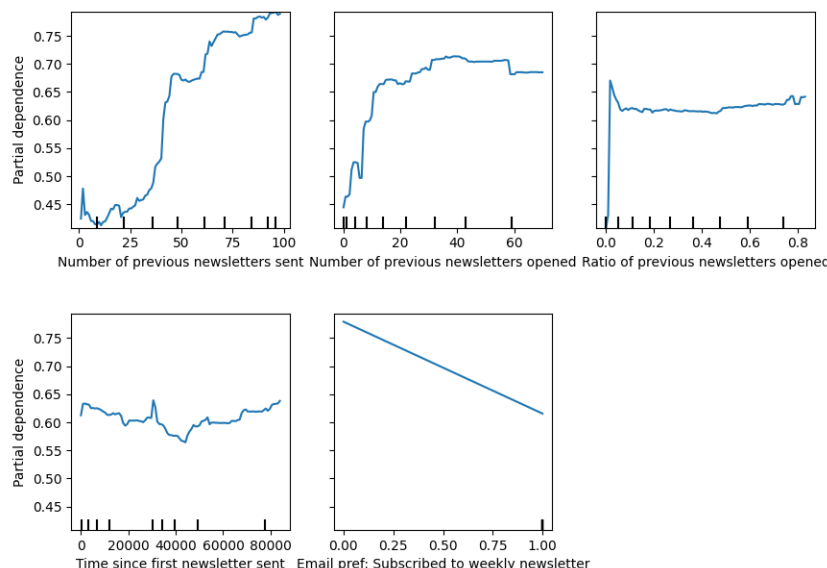 Partial dependence
0.75
0.70
0.65
0.60
0.55
0.50
0.45
0 25 50 75 100
Number of previous newsletters sent
0 20 40 60
Number of previous newsletters opened
0.0 0.2 0.4 0.6 0.8
Ratio of previous newsletters opened
Partial dependence
0.75
0.70
0.65
0.60
0.55
0.50
0.45
0 20000 40000 60000 80000
Time since first newsletter sent
0.00 0.25 0.50 0.75 1.00
Email pref: Subscribed to weekly newsletter